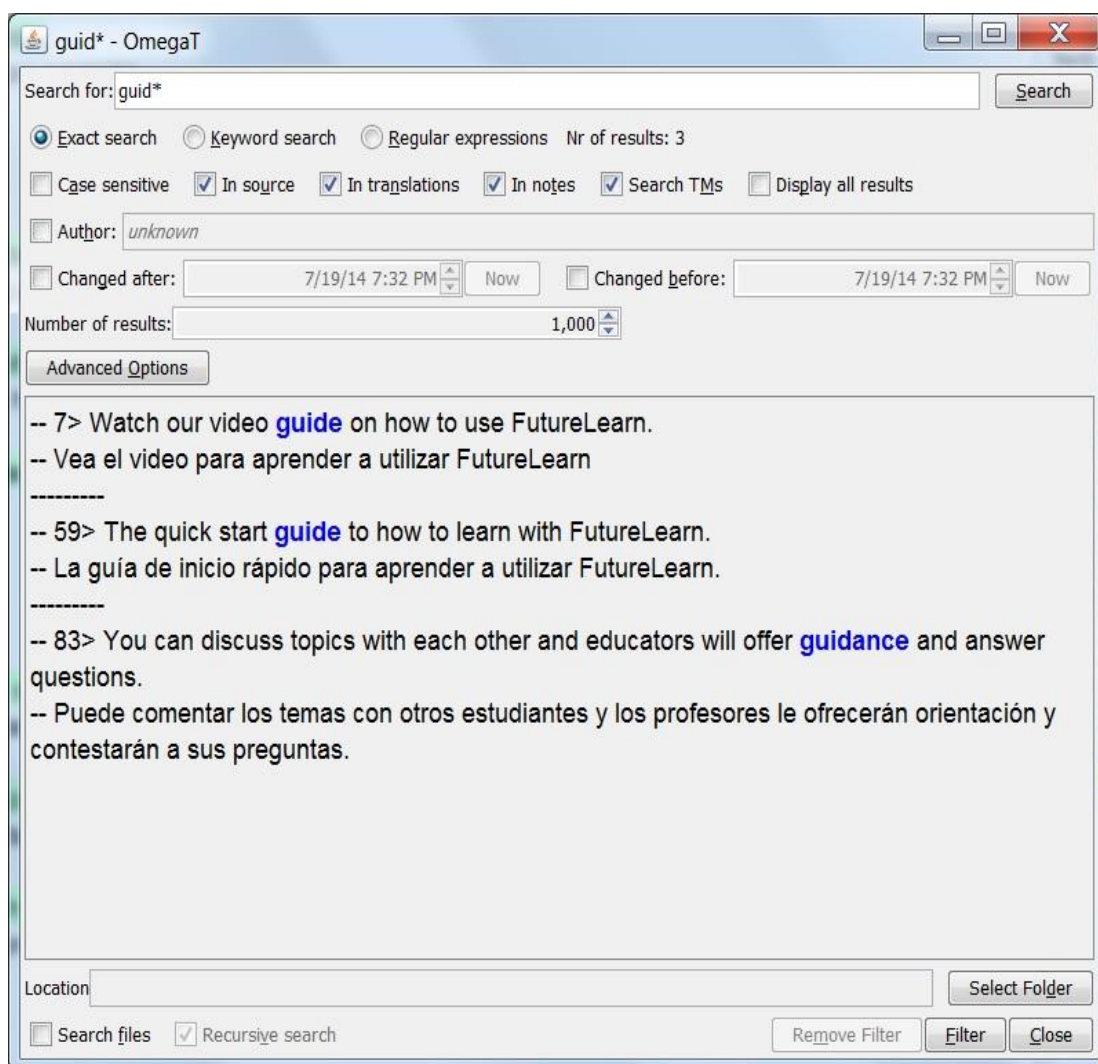 guid* - OmegaT
Search for: guid* Search
Exact search Keyword search Regular expressions Nr of results: 3
Case sensitive In source In translations In notes Search TMs Display all results
Author: unknown
Changed after: 7/19/14 7:32 PM Now Changed before: 7/19/14 7:32 PM Now
Number of results: 1,000
Advanced Options
-- 7> Watch our video guide on how to use FutureLearn.
-- Vea el video para aprender a utilizar FutureLearn
---------
-- 59> The quick start guide to how to learn with FutureLearn.
-- La guía de inicio rápido para aprender a utilizar FutureLearn.
---------
-- 83> You can discuss topics with each other and educators will offer guidance and answer
questions.
-- Puede comentar los temas con otros estudiantes y los profesores le ofrecerán orientación y
contestarán a sus preguntas.
Location Select Folder
Search files Recursive search Remove Filter Filter Close